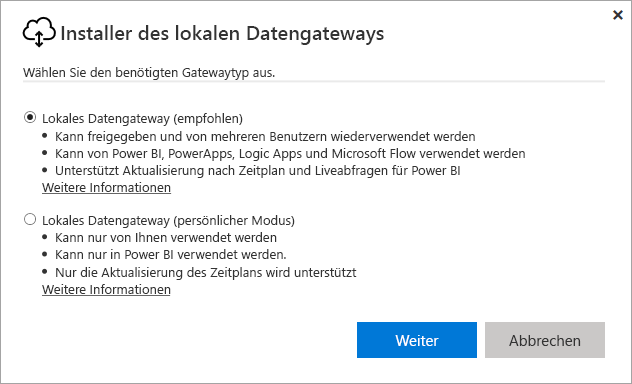 Installer des lokalen Datengateways
Wählen Sie den benötigten Gatewaytyp aus.
Lokales Datengateway (empfohlen)
• Kann freigegeben und von mehreren Benutzern wiederverwendet werden
• Kann von Power BI, PowerApps, Logic Apps und Microsoft Flow verwendet werden
• Unterstützt Aktualisierung nach Zeitplan und Liveabfragen für Power BI
Weitere Informationen
Lokales Datengateway (persönlicher Modus)
• Kann nur von Ihnen verwendet werden
• Kann nur in Power BI verwendet werden.
• Nur die Aktualisierung des Zeitplans wird unterstützt
Weitere Informationen
Weiter
Abbrechen